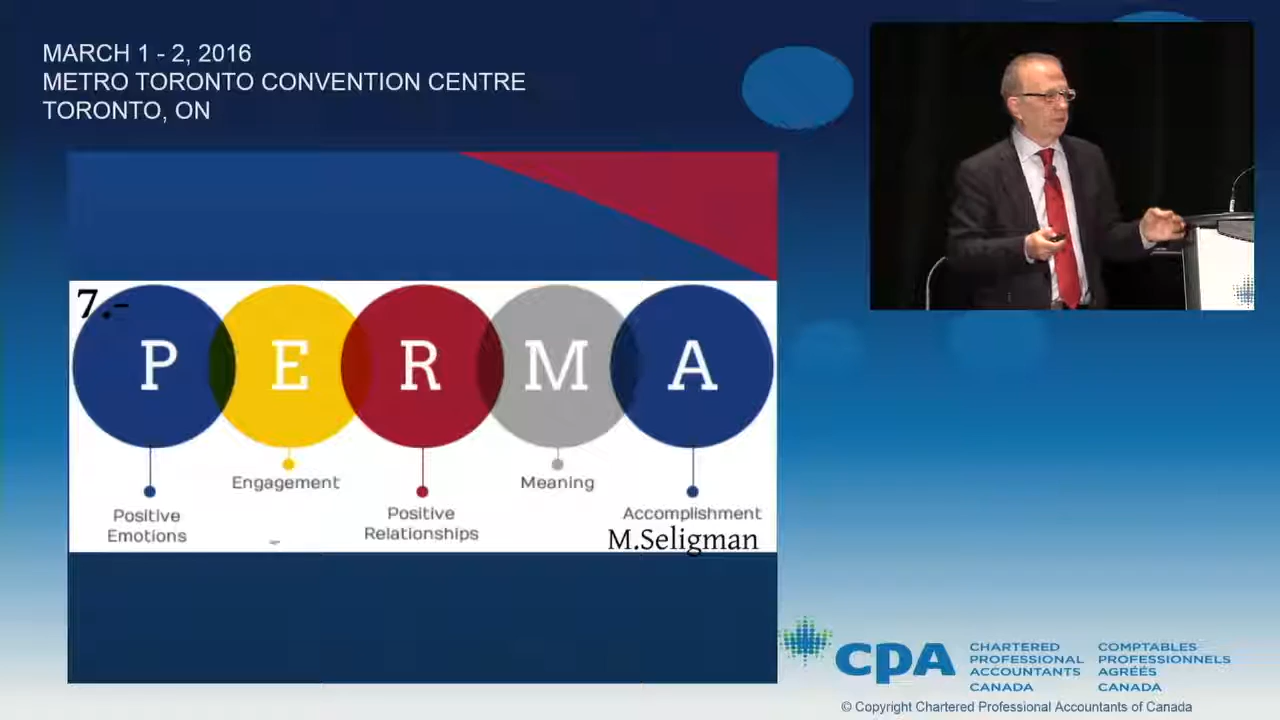 MARCH 1 - 2, 2016
METRO TORONTO CONVENTION CENTRE
TORONTO, ON
7.-
P E R M A
Positive
Emotions
Engagement
Positive
Relationships
Meaning
Accomplishment
M.Seligman
CPA
CHARTERED
PROFESSIONAL
ACCOUNTANTS
CANADA
COMPTABLES
PROFESSIONNELS
AGRÉÉS
CANADA
© Copyright Chartered Professional Accountants of Canada